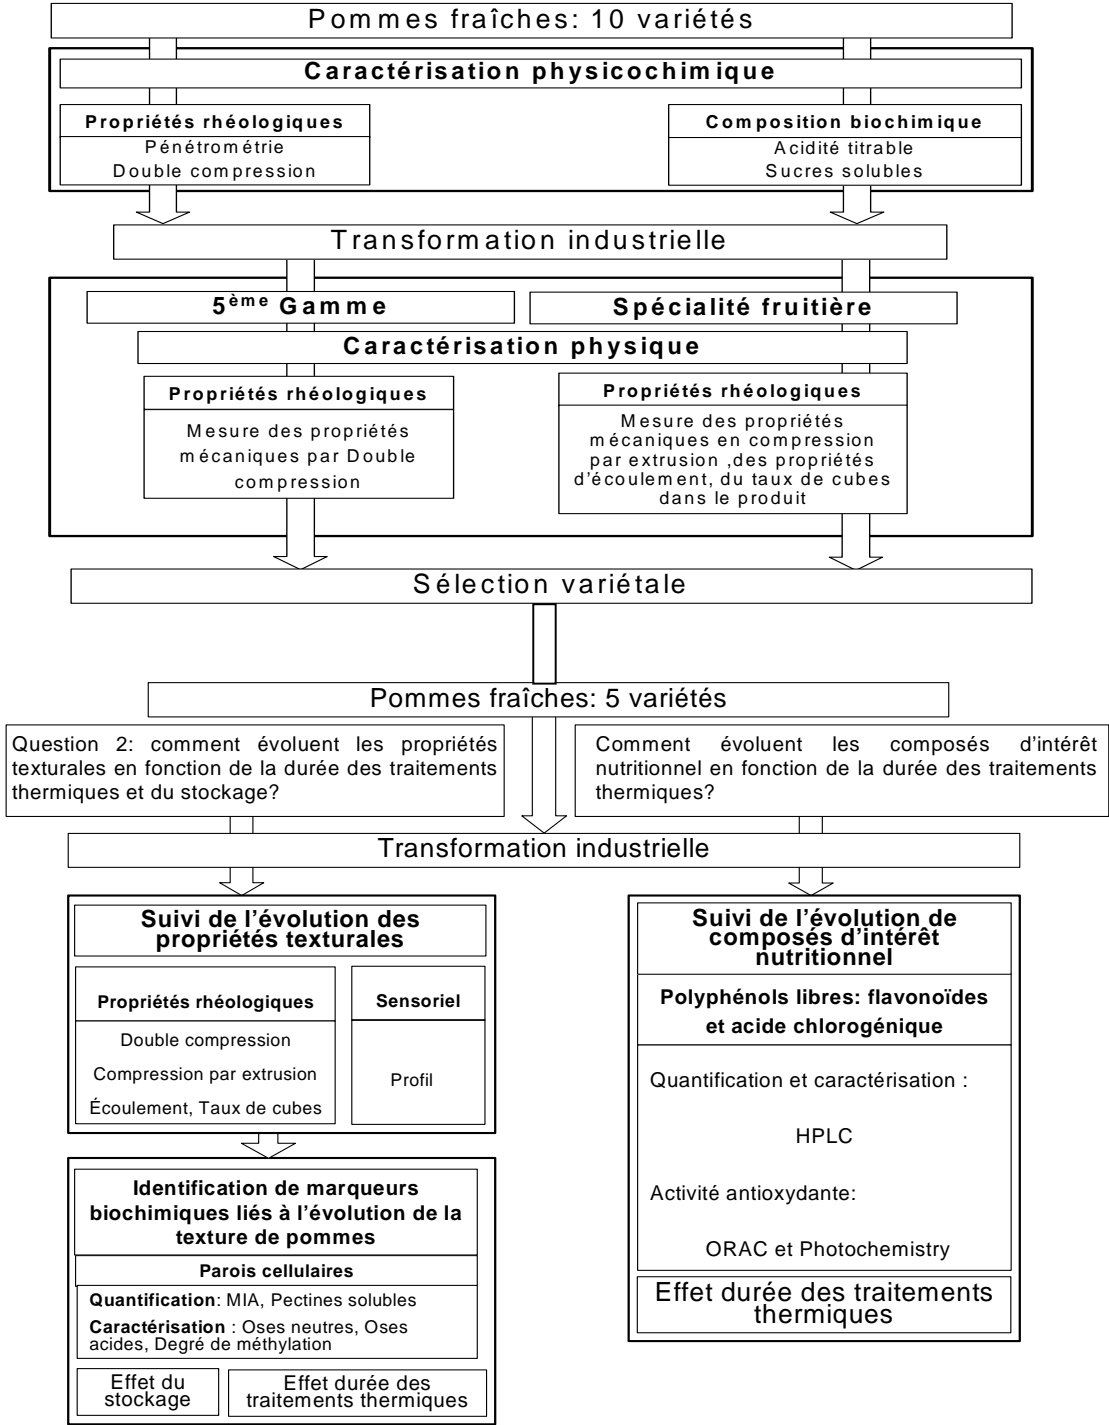 Pommes fraîches: 10 variétés
Caractérisation physicochimique
Propriétés rhéologiques
Pénétrométrie
Double compression
Composition biochimique
Acidité titrable
Sucres solubles
Transformation industrielle
5ème Gamme
Spécialité fruitière
Caractérisation physique
Propriétés rhéologiques
Mesure des propriétés
mécaniques par Double
compression
Propriétés rhéologiques
Mesure des propriétés
mécaniques en compression
par extrusion ,des propriétés
d'écoulement, du taux de cubes
dans le produit
Sélection variétale
Pommes fraîches: 5 variétés
Question 2: comment évoluent les propriétés
texturales en fonction de la durée des traitements
thermiques et du stockage?
Comment évoluent les composés d'intérêt
nutritionnel en fonction de la durée des traitements
thermiques?
Transformation industrielle
Suivi de l'évolution des
propriétés texturales
Propriétés rhéologiques
Double compression
Compression par extrusion
Écoulement, Taux de cubes
Sensoriel
Profil
Identification de marqueurs
biochimiques liés à l'évolution de la
texture de pommes
Parois cellulaires
Quantification: MIA, Pectines solubles
Caractérisation : Oses neutres, Oses
acides, Degré de méthylation
Effet du
stockage
Effet durée des
traitements thermiques
Suivi de l'évolution de
composés d'intérêt
nutritionnel
Polyphénols libres: flavonoïdes
et acide chlorogénique
Quantification et caractérisation :
HPLC
Activité antioxydante:
ORAC et Photochemistry
Effet durée des traitements
thermiques